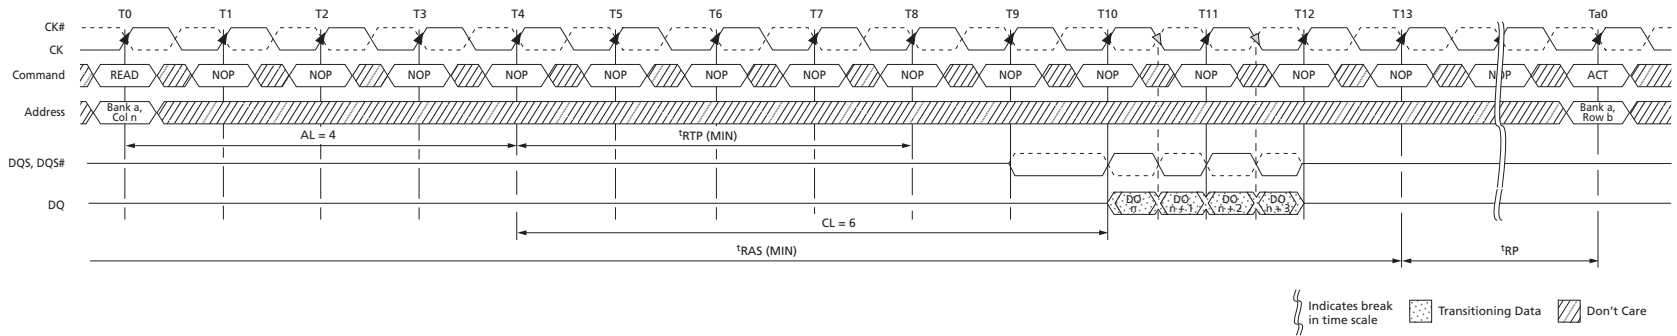 T0 T1 T2 T3 T4 T5 T6 T7 T8 T9 T10 T11 T12 T13 Ta0
CK#
CK
Command READ NOP NOP NOP NOP NOP NOP NOP NOP NOP NOP NOP NOP NOP NOP ACT
Address Bank a, Col n Bank a, Row b
AL = 4 tRTP (MIN)
DQS, DQS#
DQ DO n DO n + 1 DO n + 2 DO n + 3
CL = 6
tRAS (MIN) tRP
Indicates break
in time scale
Transitioning Data
Don't Care